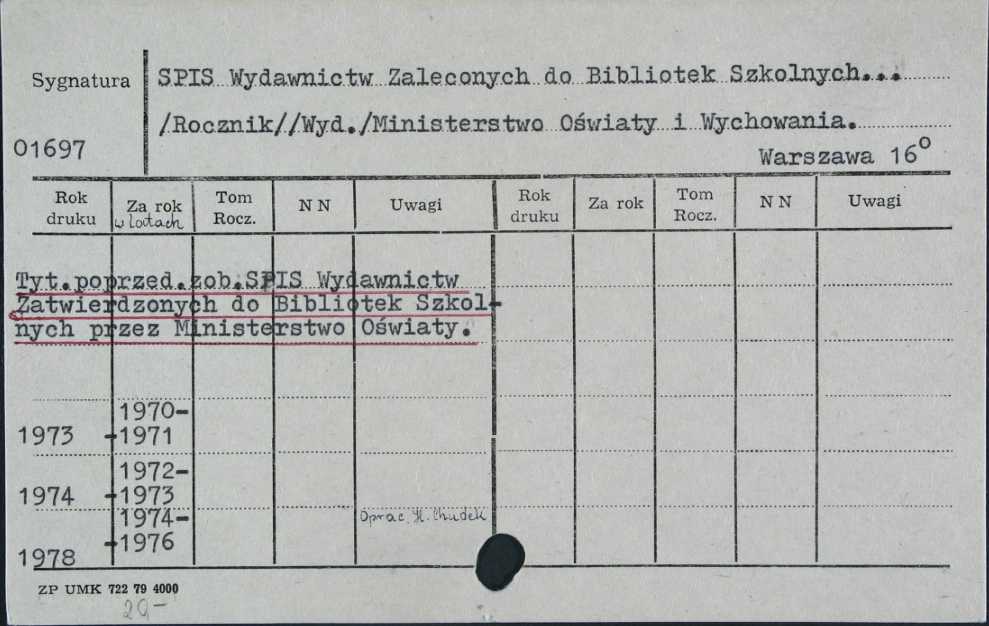 Sygnatura
SPIS Wydawnictw Zaleconych do Bibliotek Szkolnych...
/Rocznik//Wyd./Ministerstwo Oświaty i Wychowania.
01697
Warszawa 16o
Rok druku
Za rok
w latach
Tom Rocz.
N N
Uwagi
Rok druku
Za rok
Tom Rocz.
N N
Uwagi
Tyt.poprzed.zob.SPIS Wydawnictw
Zatwierdzonych do Bibliotek Szkol-
nych przez Ministerstwo Oświaty.
1970-
1973 -1971
1972-
1974 -1973
1974- Oprac. H. Chudek
-1976
1978
ZP UMK 722 79 4000
20,-